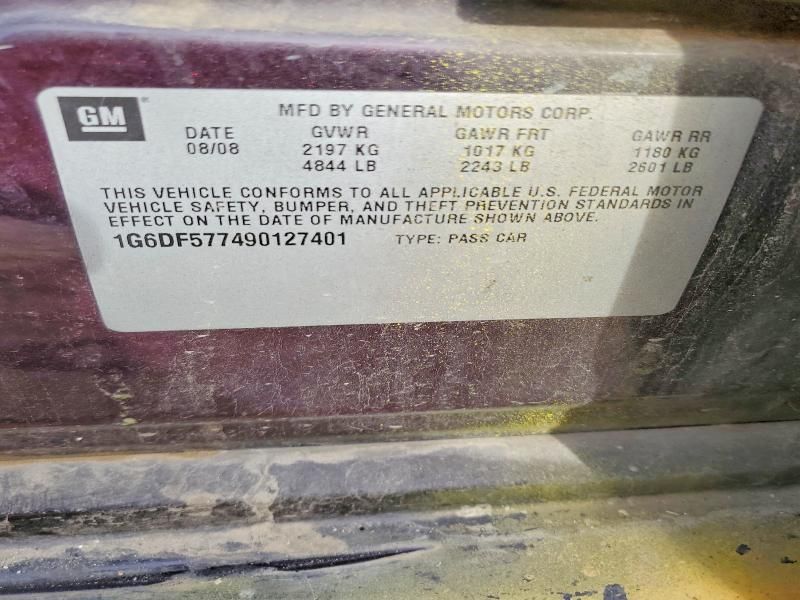 GM
MFD BY GENERAL MOTORS CORP.
DATE GVWR GAWR FRT GAWR RR
08/08 2197 KG 1017 KG 1180 KG
4844 LB 2243 LB 2601 LB
THIS VEHICLE CONFORMS TO ALL APPLICABLE U.S. FEDERAL MOTOR
VEHICLE SAFETY, BUMPER, AND THEFT PREVENTION STANDARDS IN
EFFECT ON THE DATE OF MANUFACTURE SHOWN ABOVE.
1G6DF577490127401 TYPE: PASS CAR